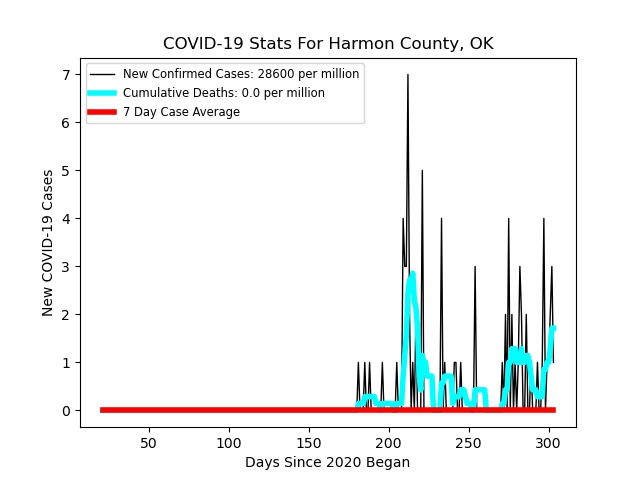 COVID-19 Stats For Harmon County, OK
New Confirmed Cases: 28600 per million
Cumulative Deaths: 0.0 per million
7 Day Case Average
New COVID-19 Cases
7
6
5
4
3
2
1
0
50 100 150 200 250 300
Days Since 2020 Began